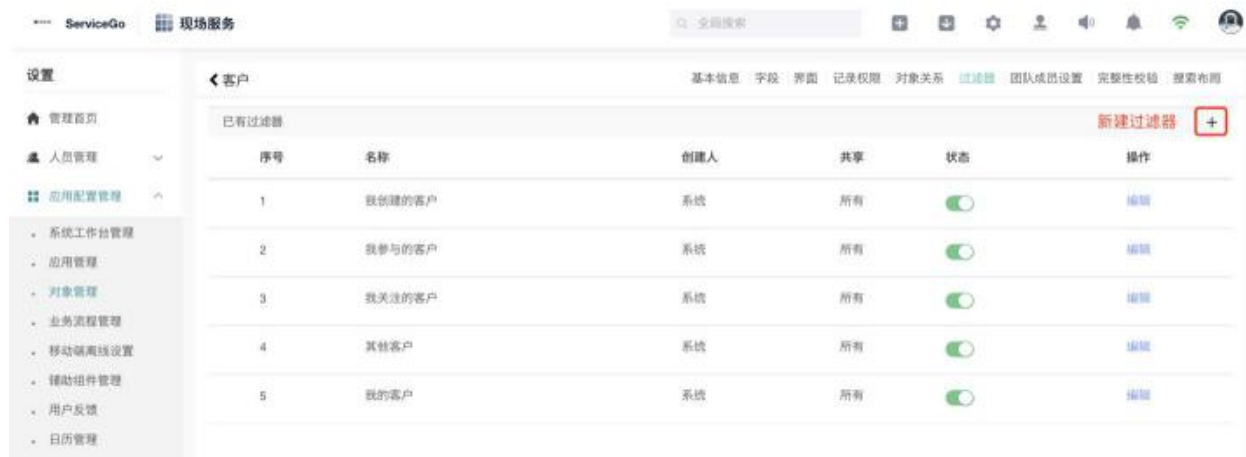 ServiceGo 现场服务 全局搜索
设置
客户 基本信息 字段 界面 记录权限 对象关系 过滤器 团队成员设置 完整性校验 搜索布局
管理首页
已有过滤器 新建过滤器 +
人员管理
序号 名称 创建人 共享 状态 操作
应用配置管理
1 我创建的客户 系统 所有 编辑
系统工作台管理
2 我参与的客户 系统 所有 编辑
应用管理
对象管理
3 我关注的客户 系统 所有 编辑
业务流程管理
移动端离线设置
4 其他客户 系统 所有 编辑
辅助组件管理
5 我的客户 系统 所有 编辑
用户反馈
日历管理